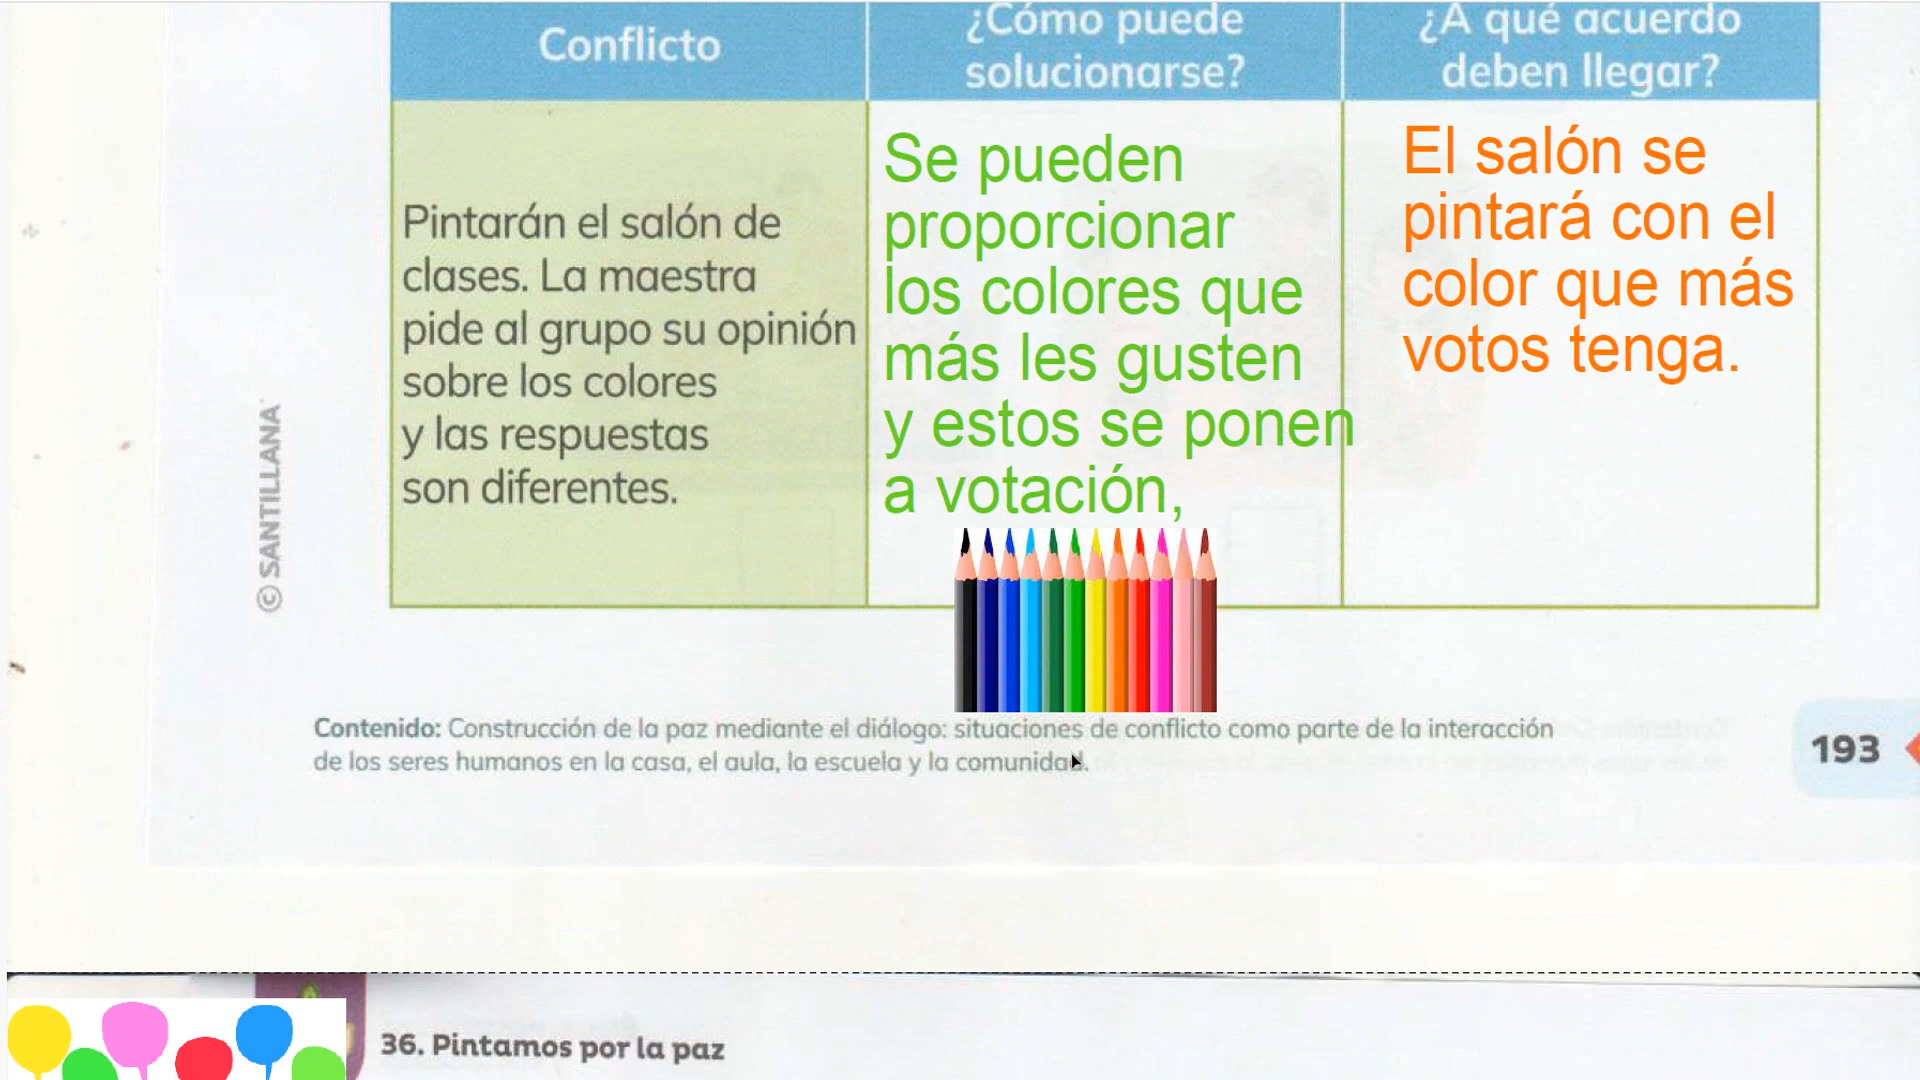 Conflicto
¿Cómo puede
solucionarse?
¿A qué acuerdo
deben llegar?
Pintarán el salón de
clases. La maestra
pide al grupo su opinión
sobre los colores
y las respuestas
son diferentes.
Se pueden
proporcionar
los colores que
más les gusten
y estos se ponen
a votación,
El salón se
pintará con el
color que más
votos tenga.
© SANTILLANA
Contenido: Construcción de la paz mediante el diálogo: situaciones de conflicto como parte de la interacción
de los seres humanos en la casa, el aula, la escuela y la comunidad.
193
36. Pintamos por la paz